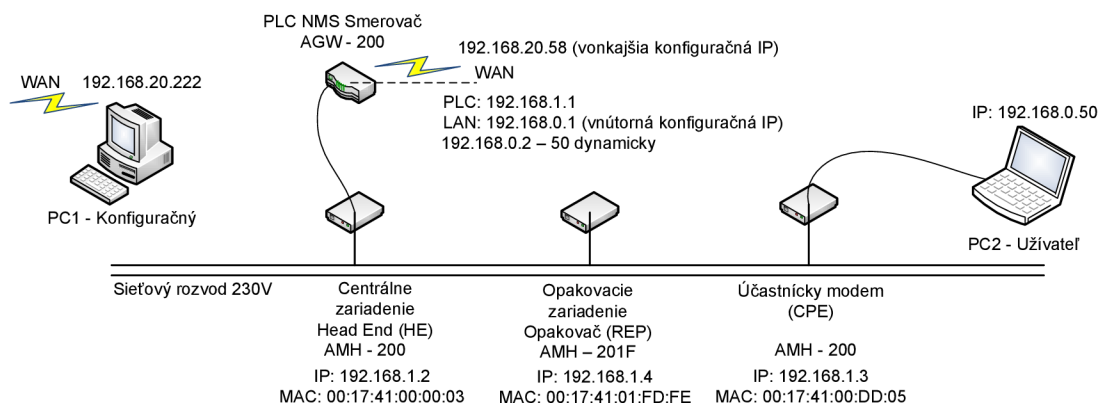 PLC NMS Smerovač
AGW - 200
192.168.20.58 (vonkajšia konfiguračná IP)
WAN
WAN 192.168.20.222
PLC: 192.168.1.1
LAN: 192.168.0.1 (vnútorná konfiguračná IP)
192.168.0.2 – 50 dynamicky
IP: 192.168.0.50
PC1 - Konfiguračný
PC2 - Užívateľ
Sieťový rozvod 230V
Centrálne
zariadenie
Head End (HE)
AMH - 200
IP: 192.168.1.2
MAC: 00:17:41:00:00:03
Opakovacie
zariadenie
Opakovač (REP)
AMH – 201F
IP: 192.168.1.4
MAC: 00:17:41:01:FD:FE
Účastnícky modem
(CPE)
AMH - 200
IP: 192.168.1.3
MAC: 00:17:41:00:DD:05